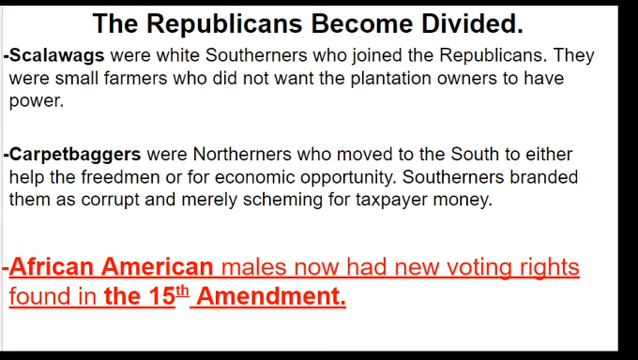 The Republicans Become Divided.
-Scalawags were white Southerners who joined the Republicans. They
were small farmers who did not want the plantation owners to have
power.
-Carpetbaggers were Northerners who moved to the South to either
help the freedmen or for economic opportunity. Southerners branded
them as corrupt and merely scheming for taxpayer money.
-African American males now had new voting rights
found in the 15th Amendment.